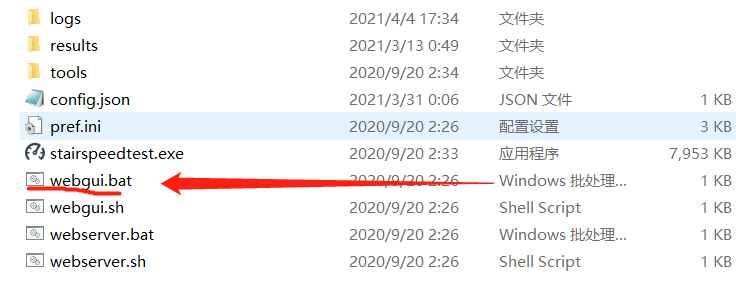 logs 2021/4/4 17:34 文件夹
results 2021/3/13 0:49 文件夹
tools 2020/9/20 2:34 文件夹
config.json 2021/3/31 0:06 JSON 文件 1 KB
pref.ini 2020/9/20 2:26 配置设置 3 KB
stairspeedtest.exe 2020/9/20 2:33 应用程序 7,953 KB
webgui.bat 2020/9/20 2:26 Windows 批处理... 1 KB
webgui.sh 2020/9/20 2:26 Shell Script 1 KB
webserver.bat 2020/9/20 2:26 Windows 批处理... 1 KB
webserver.sh 2020/9/20 2:26 Shell Script 1 KB